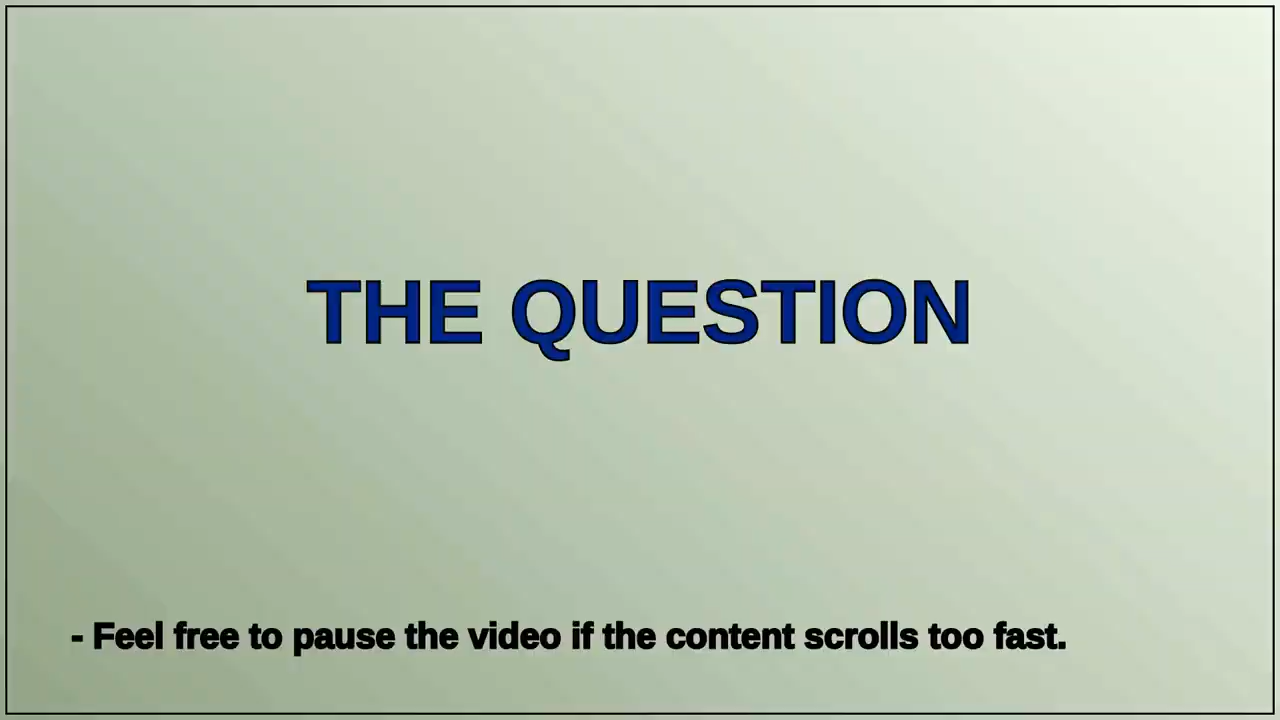 THE QUESTION
- Feel free to pause the video if the content scrolls too fast.